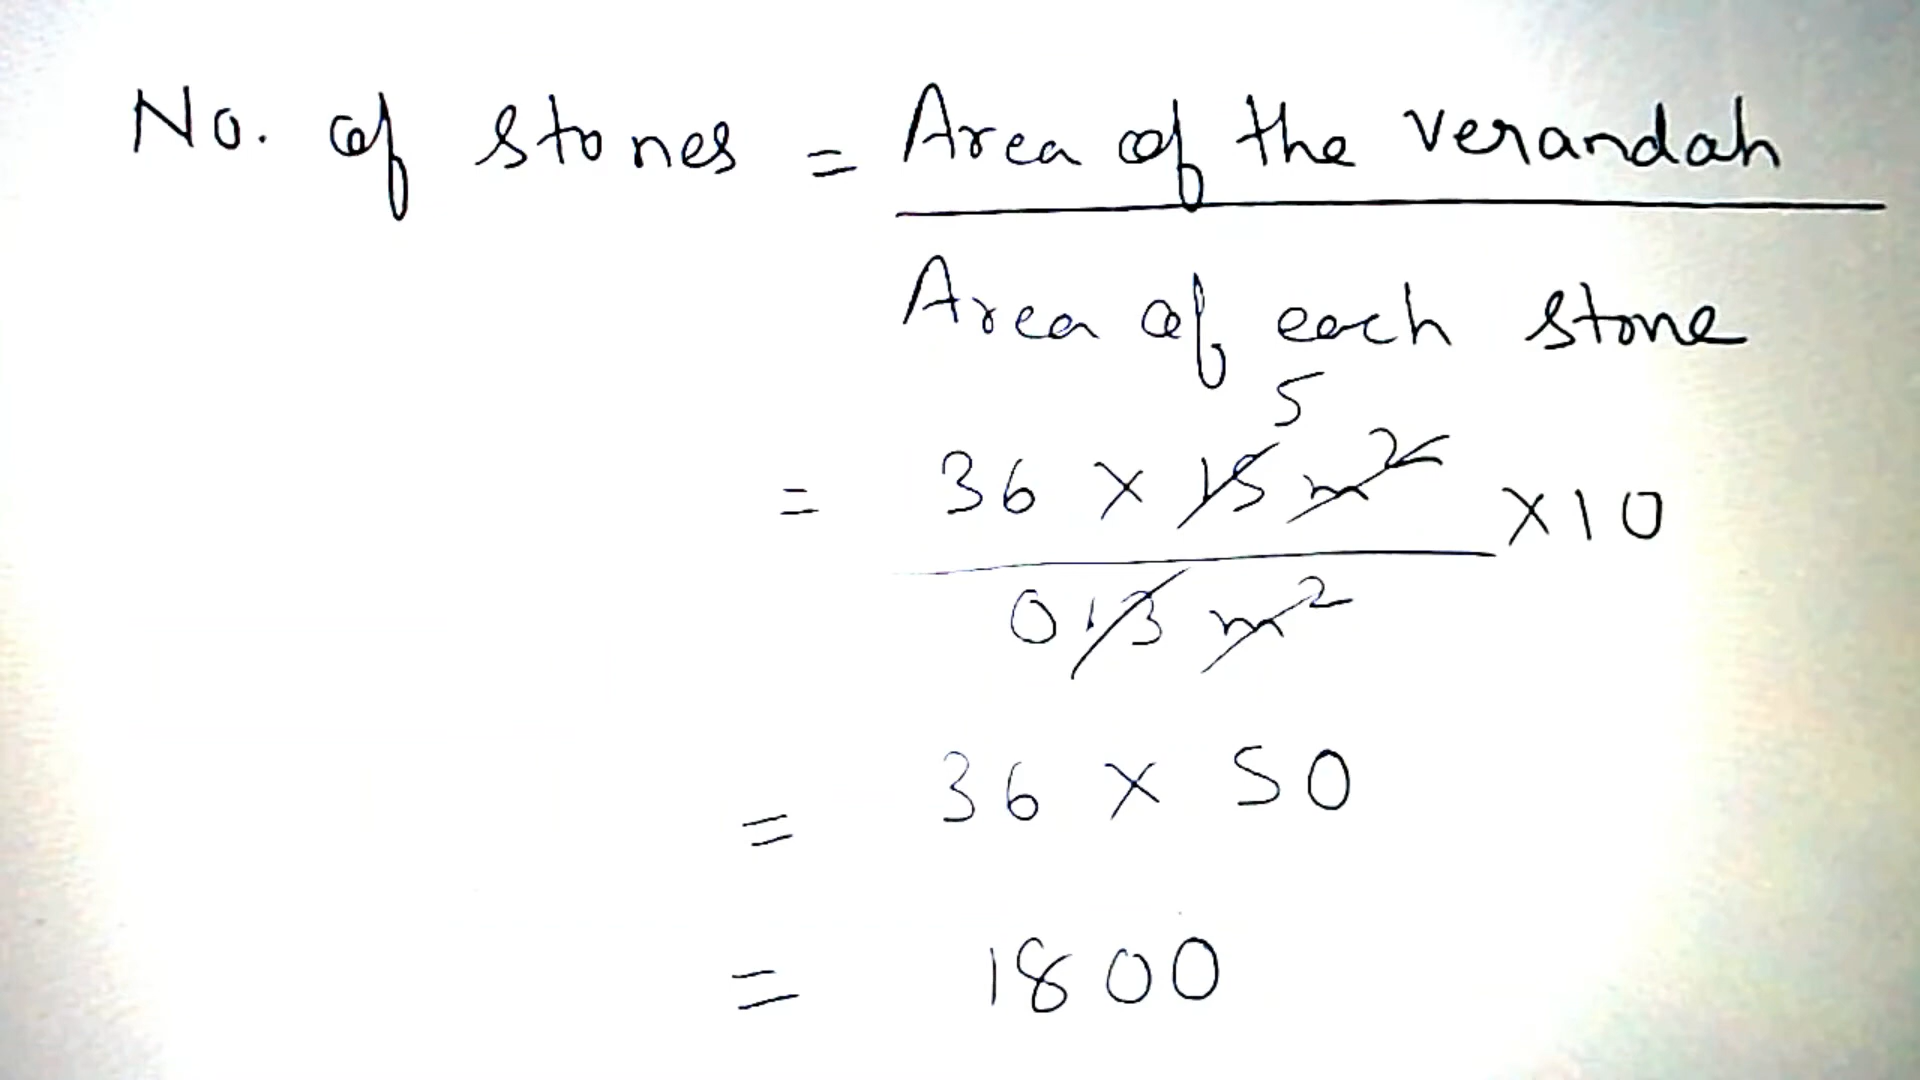 No. of stones = Area of the verandah
Area of each stone
5
= 36 × 15 m² × 10
0.3 m²
= 36 × 50
= 1800